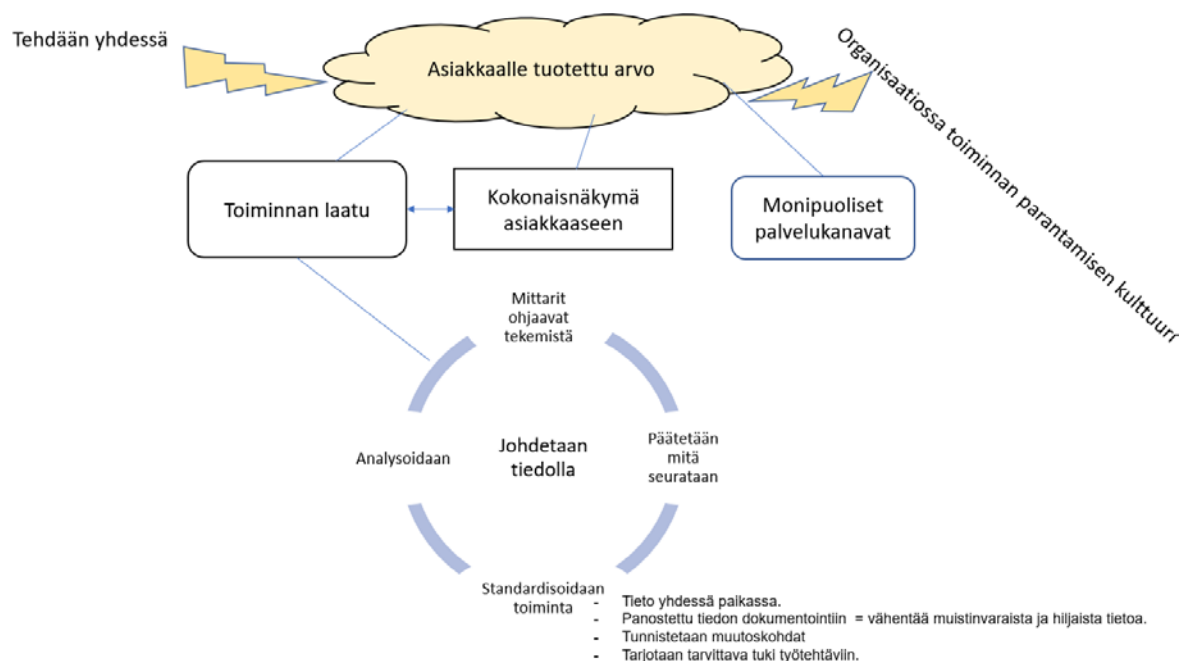 Tehdään yhdessä
Asiakkaalle tuotettu arvo
Organisaatiossa toiminnan parantamisen kulttuuri
Toiminnan laatu
Kokonaisnäkymä
asiakkaaseen
Monipuoliset
palvelukanavat
Mittarit
ohjaavat
tekemistä
Analysoidaan
Johdetaan
tiedolla
Päätetään
mitä
seurataan
Standardisoidaan
toiminta
- Tieto yhdessä paikassa.
- Panostettu tiedon dokumentointiin = vähentää muistinvaraista ja hiljaista tietoa.
- Tunnistetaan muutoskohdat
- Tarjotaan tarvittava tuki työtehtäviin.